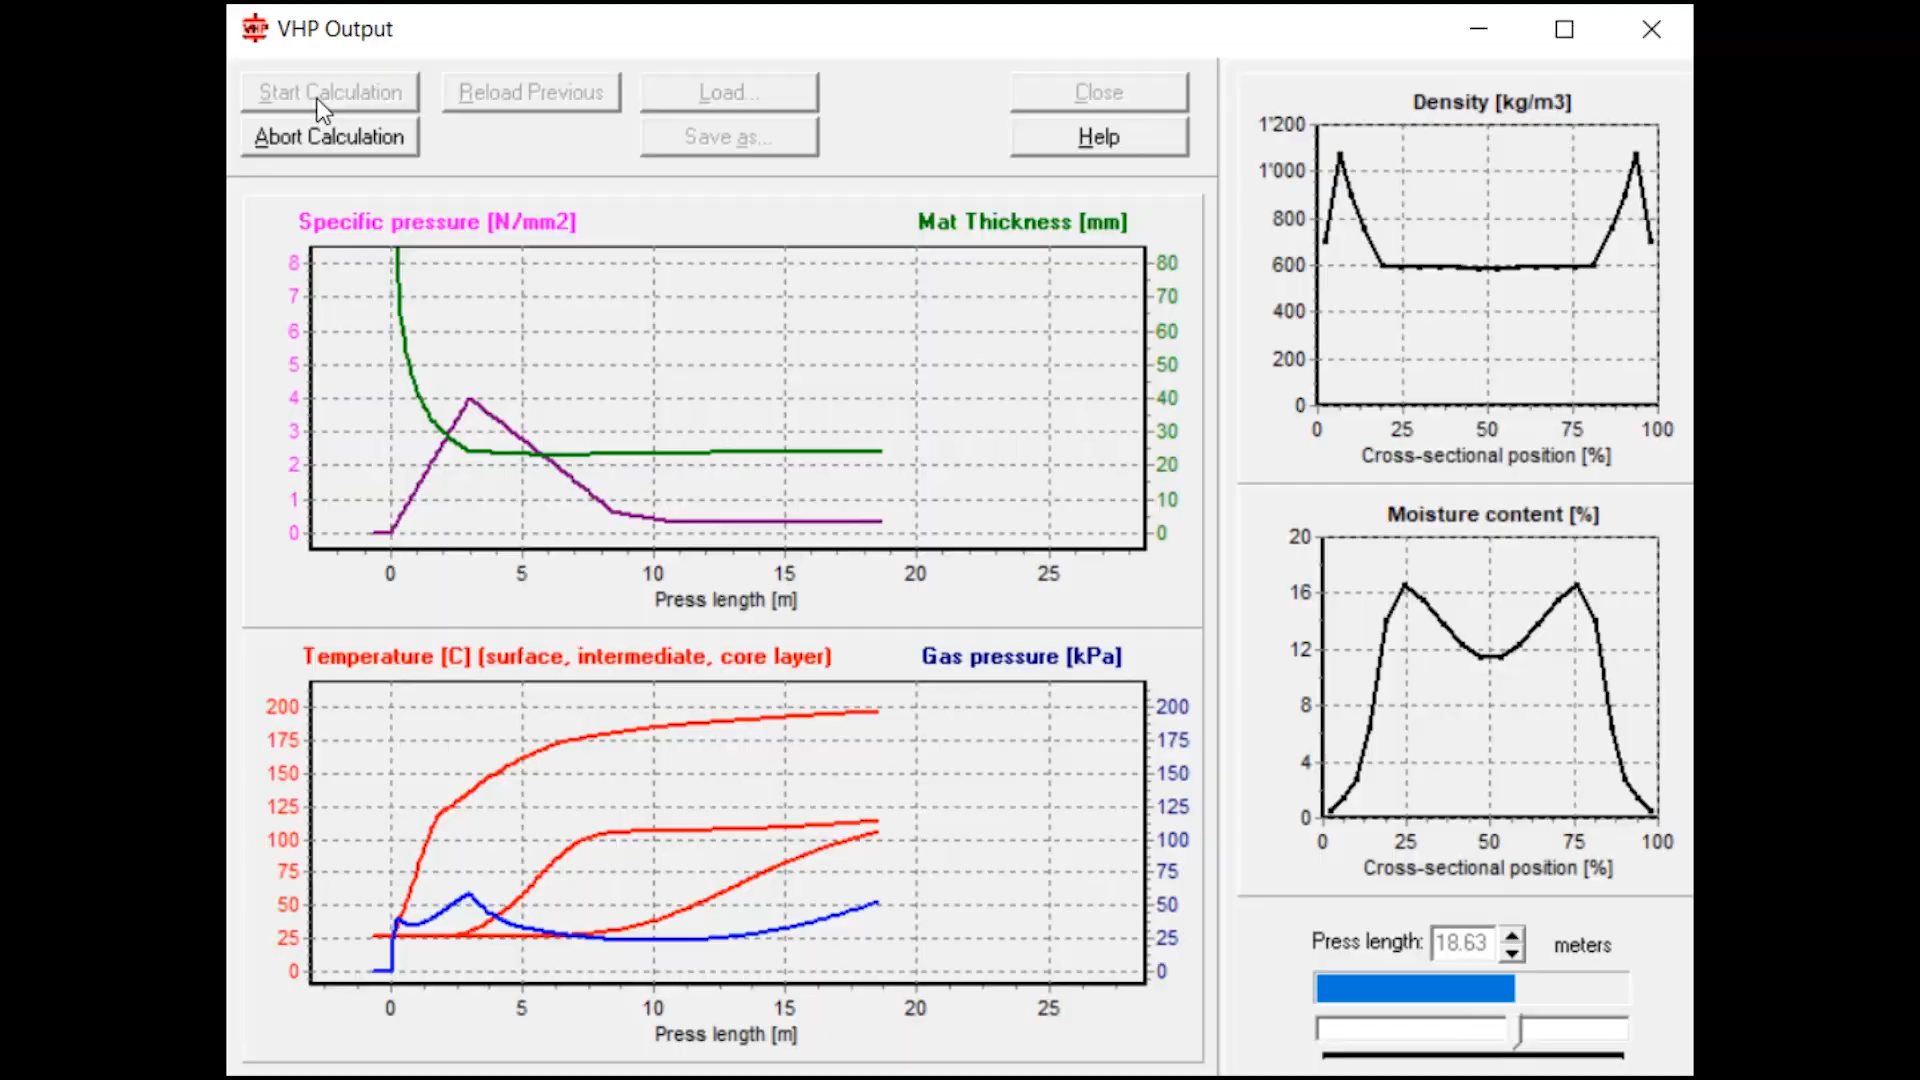 VHP VHP Output
Start Calculation Reload Previous Load... Close
Abort Calculation Save as... Help
Specific pressure [N/mm2] Mat Thickness [mm]
8 80
7 70
6 60
5 50
4 40
3 30
2 20
1 10
0 0
0 5 10 15 20 25
Press length [m]
Temperature [C] (surface, intermediate, core layer) Gas pressure [kPa]
200 200
175 175
150 150
125 125
100 100
75 75
50 50
25 25
0 0
0 5 10 15 20 25
Press length [m]
Density [kg/m3]
1'200
1'000
800
600
400
200
0
0 25 50 75 100
Cross-sectional position [%]
Moisture content [%]
20
16
12
8
4
0
0 25 50 75 100
Cross-sectional position [%]
Press length: 18.63 meters